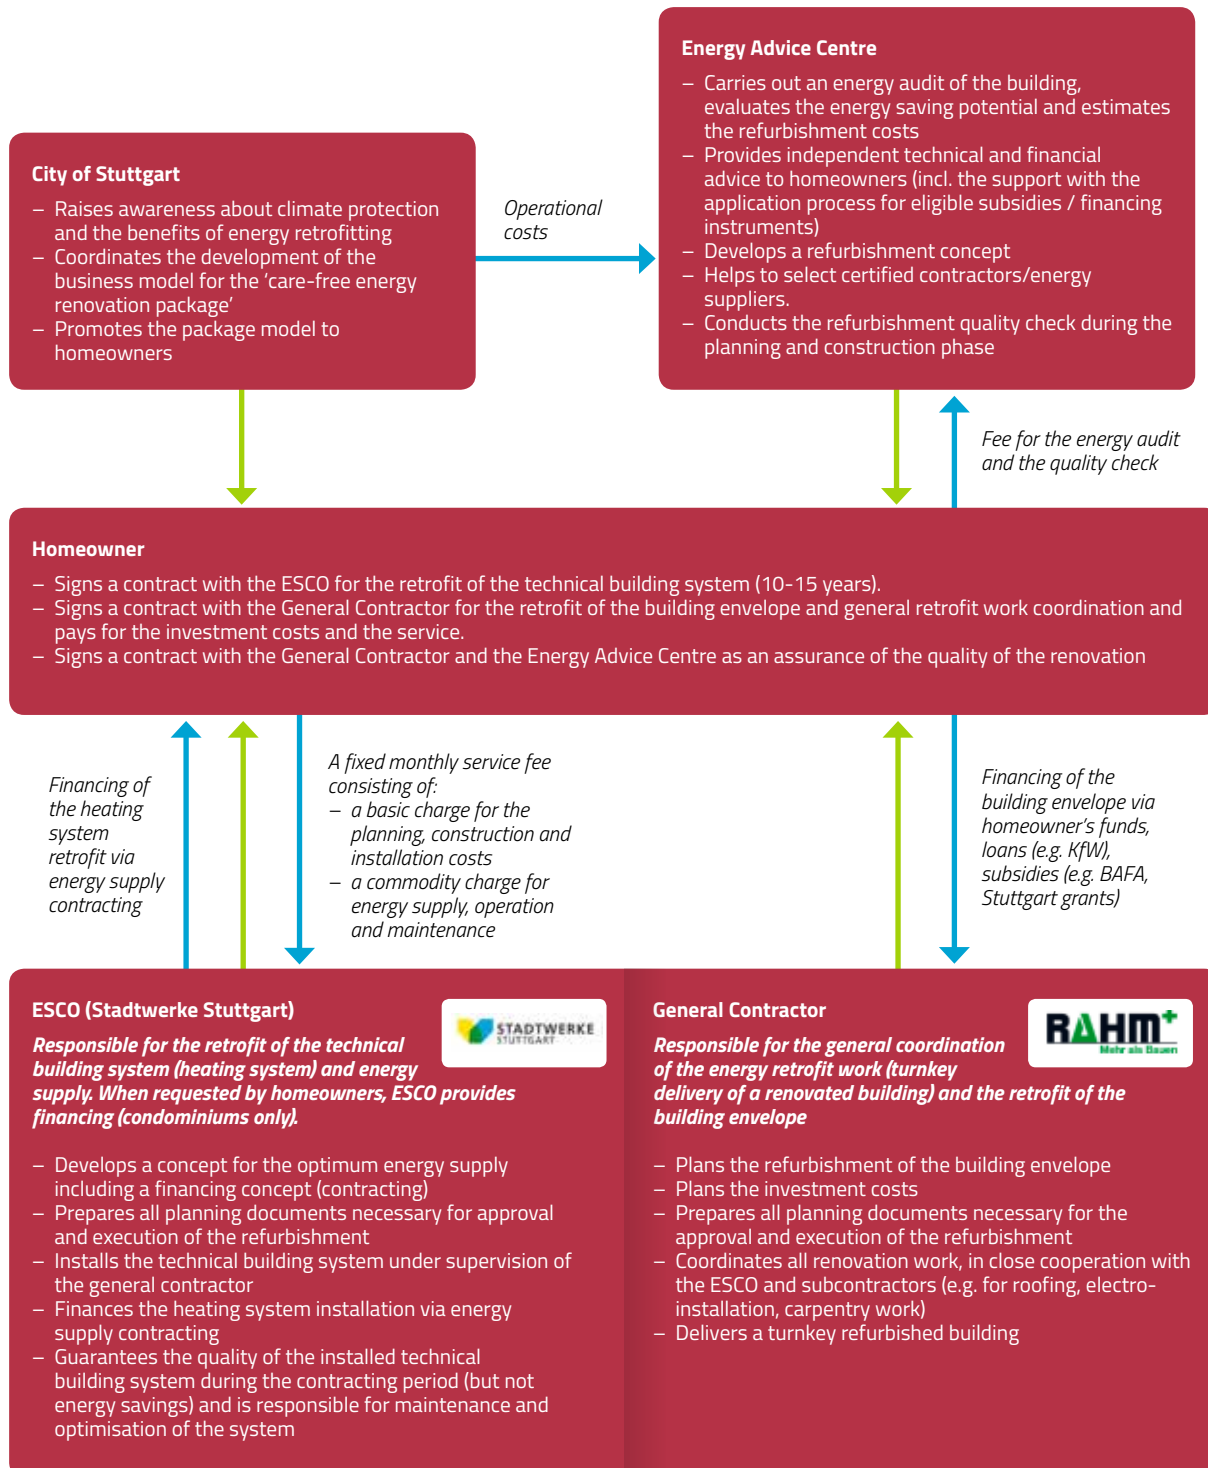 Energy Advice Centre
– Carries out an energy audit of the building,
evaluates the energy saving potential and estimates
the refurbishment costs
– Provides independent technical and financial
advice to homeowners (incl. the support with the
application process for eligible subsidies / financing
instruments)
– Develops a refurbishment concept
– Helps to select certified contractors/energy
suppliers.
– Conducts the refurbishment quality check during the
planning and construction phase
City of Stuttgart
– Raises awareness about climate protection
and the benefits of energy retrofitting
– Coordinates the development of the
business model for the ‘care-free energy
renovation package’
– Promotes the package model to
homeowners
Operational
costs
Fee for the energy audit
and the quality check
Homeowner
– Signs a contract with the ESCO for the retrofit of the technical building system (10-15 years).
– Signs a contract with the General Contractor for the retrofit of the building envelope and general retrofit work coordination and
pays for the investment costs and the service.
– Signs a contract with the General Contractor and the Energy Advice Centre as an assurance of the quality of the renovation
Financing of
the heating
system
retrofit via
energy supply
contracting
A fixed monthly service fee
consisting of:
– a basic charge for the
planning, construction and
installation costs
– a commodity charge for
energy supply, operation
and maintenance
Financing of the
building envelope via
homeowner’s funds,
loans (e.g. KfW),
subsidies (e.g. BAFA,
Stuttgart grants)
ESCO (Stadtwerke Stuttgart)
STADTWERKE
STUTTGART
Responsible for the retrofit of the technical
building system (heating system) and energy
supply. When requested by homeowners, ESCO provides
financing (condominiums only).
– Develops a concept for the optimum energy supply
including a financing concept (contracting)
– Prepares all planning documents necessary for approval
and execution of the refurbishment
– Installs the technical building system under supervision of
the general contractor
– Finances the heating system installation via energy
supply contracting
– Guarantees the quality of the installed technical
building system during the contracting period (but not
energy savings) and is responsible for maintenance and
optimisation of the system
General Contractor
RAHM+
Mehr als Bauen
Responsible for the general coordination
of the energy retrofit work (turnkey
delivery of a renovated building) and the retrofit of the
building envelope
– Plans the refurbishment of the building envelope
– Plans the investment costs
– Prepares all planning documents necessary for the
approval and execution of the refurbishment
– Coordinates all renovation work, in close cooperation with
the ESCO and subcontractors (e.g. for roofing, electro-
installation, carpentry work)
– Delivers a turnkey refurbished building